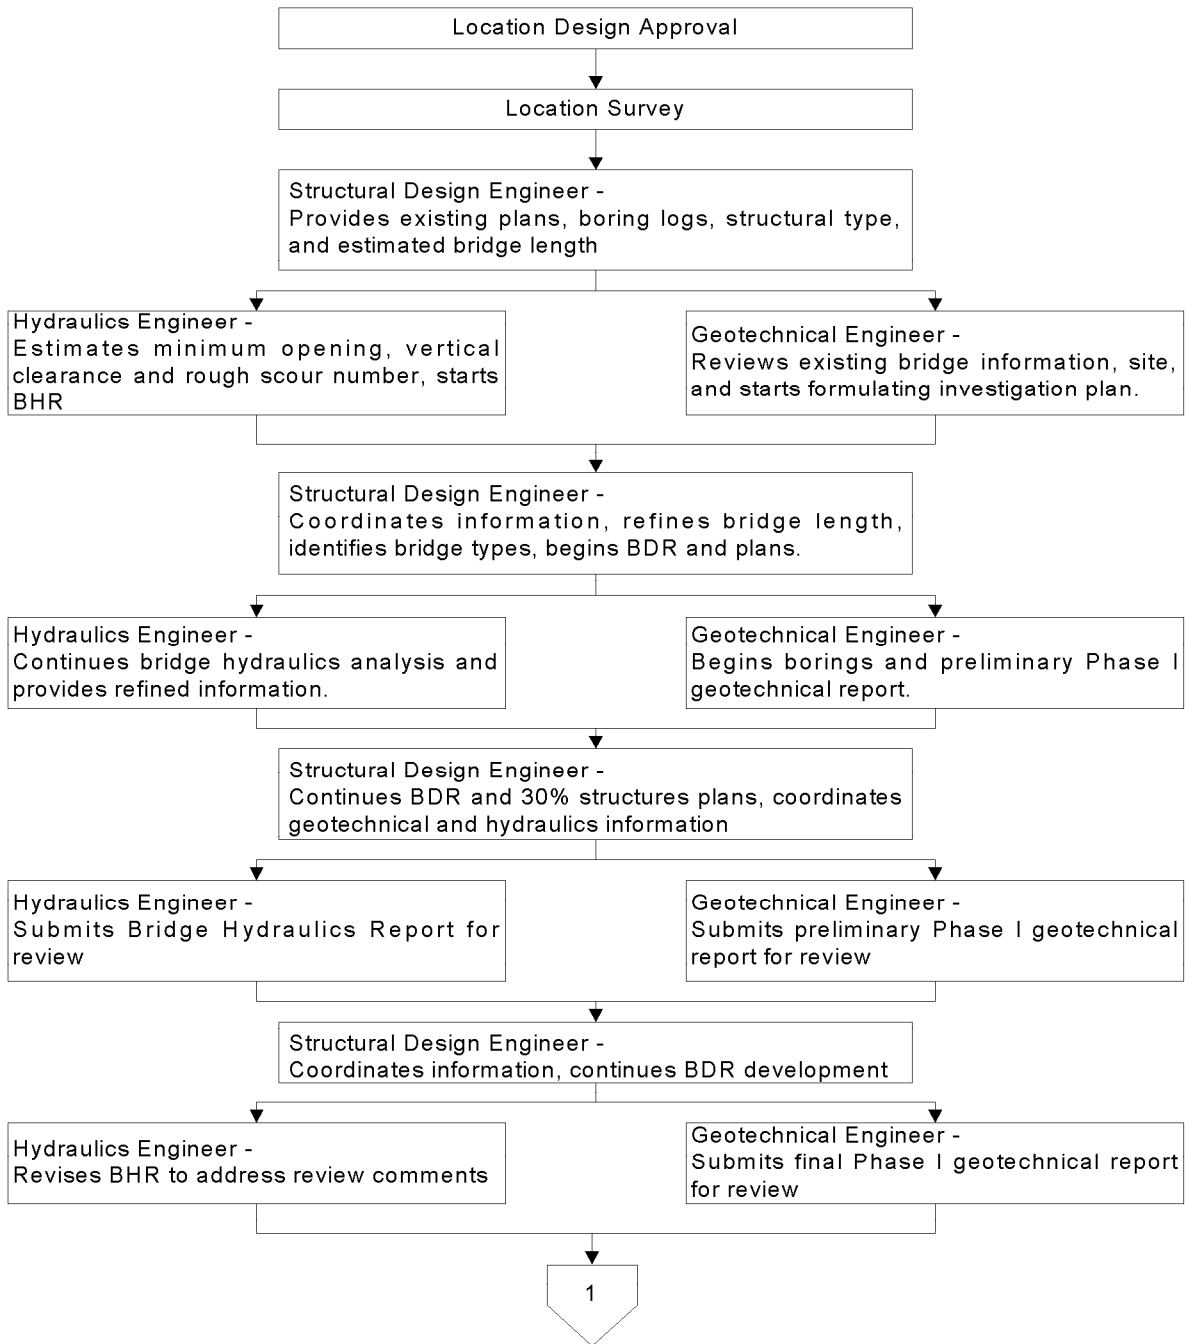 Location Design Approval
Location Survey
Structural Design Engineer -
Provides existing plans, boring logs, structural type,
and estimated bridge length
Hydraulics Engineer -
Estimates minimum opening, vertical
clearance and rough scour number, starts
BHR
Geotechnical Engineer -
Reviews existing bridge information, site,
and starts formulating investigation plan.
Structural Design Engineer -
Coordinates information, refines bridge length,
identifies bridge types, begins BDR and plans.
Hydraulics Engineer -
Continues bridge hydraulics analysis and
provides refined information.
Geotechnical Engineer -
Begins borings and preliminary Phase I
geotechnical report.
Structural Design Engineer -
Continues BDR and 30% structures plans, coordinates
geotechnical and hydraulics information
Hydraulics Engineer -
Submits Bridge Hydraulics Report for
review
Geotechnical Engineer -
Submits preliminary Phase I geotechnical
report for review
Structural Design Engineer -
Coordinates information, continues BDR development
Hydraulics Engineer -
Revises BHR to address review comments
Geotechnical Engineer -
Submits final Phase I geotechnical report
for review
1